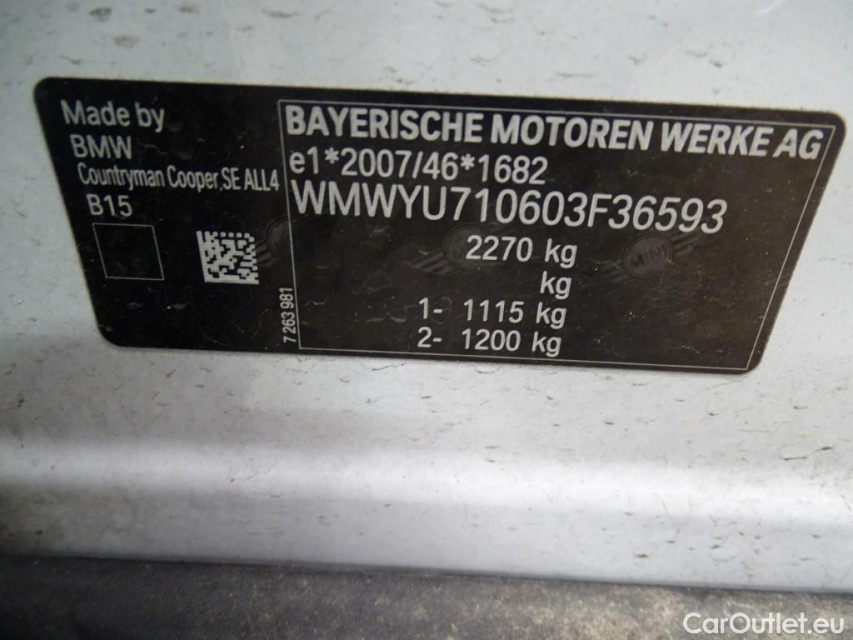 Made by
BMW
Countryman Cooper,SE ALL4
B15
7 263 981
BAYERISCHE MOTOREN WERKE AG
e1*2007/46*1682
WMWYU710603F36593
2270 kg
kg
1- 1115 kg
2- 1200 kg
MINI
CarOutlet.eu